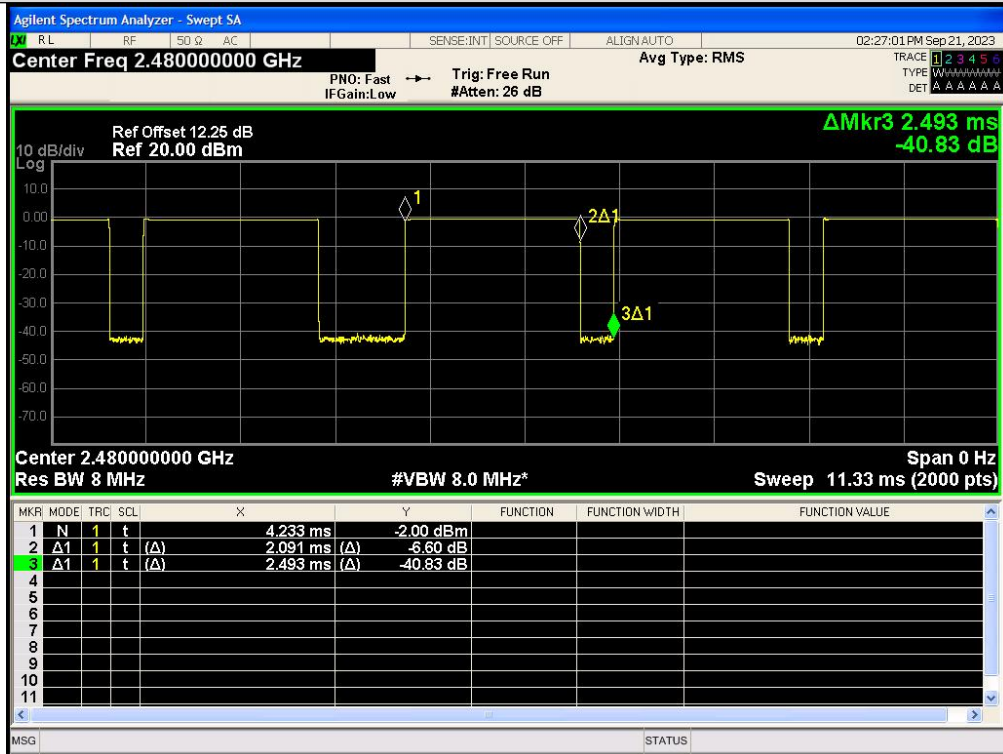 Agilent Spectrum Analyzer - Swept SA
LXI RL RF 50 Ω AC SENSE:INT SOURCE OFF ALIGN AUTO 02:27:01 PM Sep 21, 2023
Center Freq 2.480000000 GHz
Avg Type: RMS
TRACE 1 2 3 4 5 6
PNO: Fast Trig: Free Run
TYPE W
IFGain:Low #Atten: 26 dB
DET A A A A A A
ΔMkr3 2.493 ms
-40.83 dB
Ref Offset 12.25 dB
10 dB/div Ref 20.00 dBm
Log
10.0
0.00
-10.0
-20.0
-30.0
-40.0
-50.0
-60.0
-70.0
1
2Δ1
3Δ1
Center 2.480000000 GHz Span 0 Hz
Res BW 8 MHz #VBW 8.0 MHz* Sweep 11.33 ms (2000 pts)
MKR MODE TRC SCL X Y FUNCTION FUNCTION WIDTH FUNCTION VALUE
1 N 1 t 4.233 ms -2.00 dBm
2 Δ1 1 t (Δ) 2.091 ms (Δ) -6.60 dB
3 Δ1 1 t (Δ) 2.493 ms (Δ) -40.83 dB
4
5
6
7
8
9
10
11
MSG STATUS